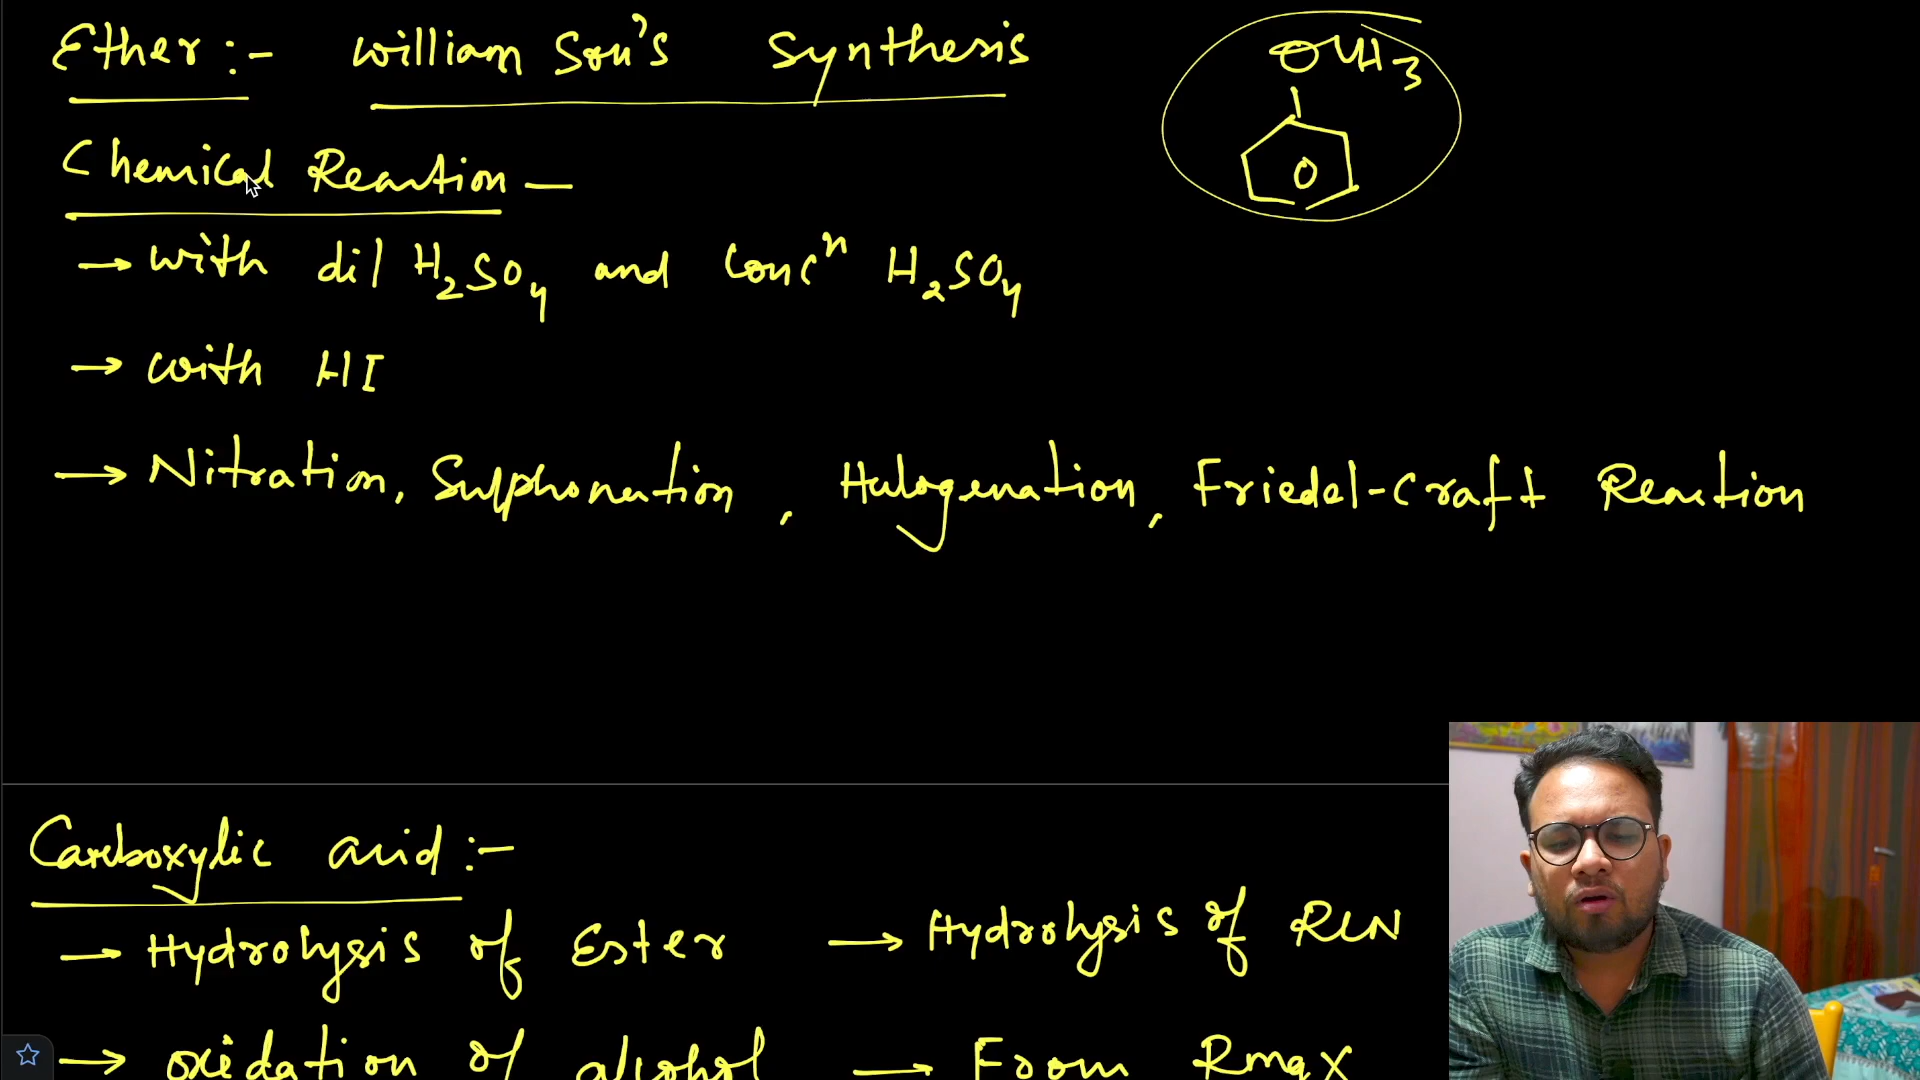 Ether :- William Son's Synthesis
OCH3
Chemical Reaction —
→ with dil H2SO4 and concn H2SO4
→ with HI
→ Nitration, Sulphonation, Halogenation, Friedel-Craft Reaction
Carboxylic acid :-
→ Hydrolysis of Ester → Hydrolysis of RCN
→ oxidation of alcohol → From RmgX